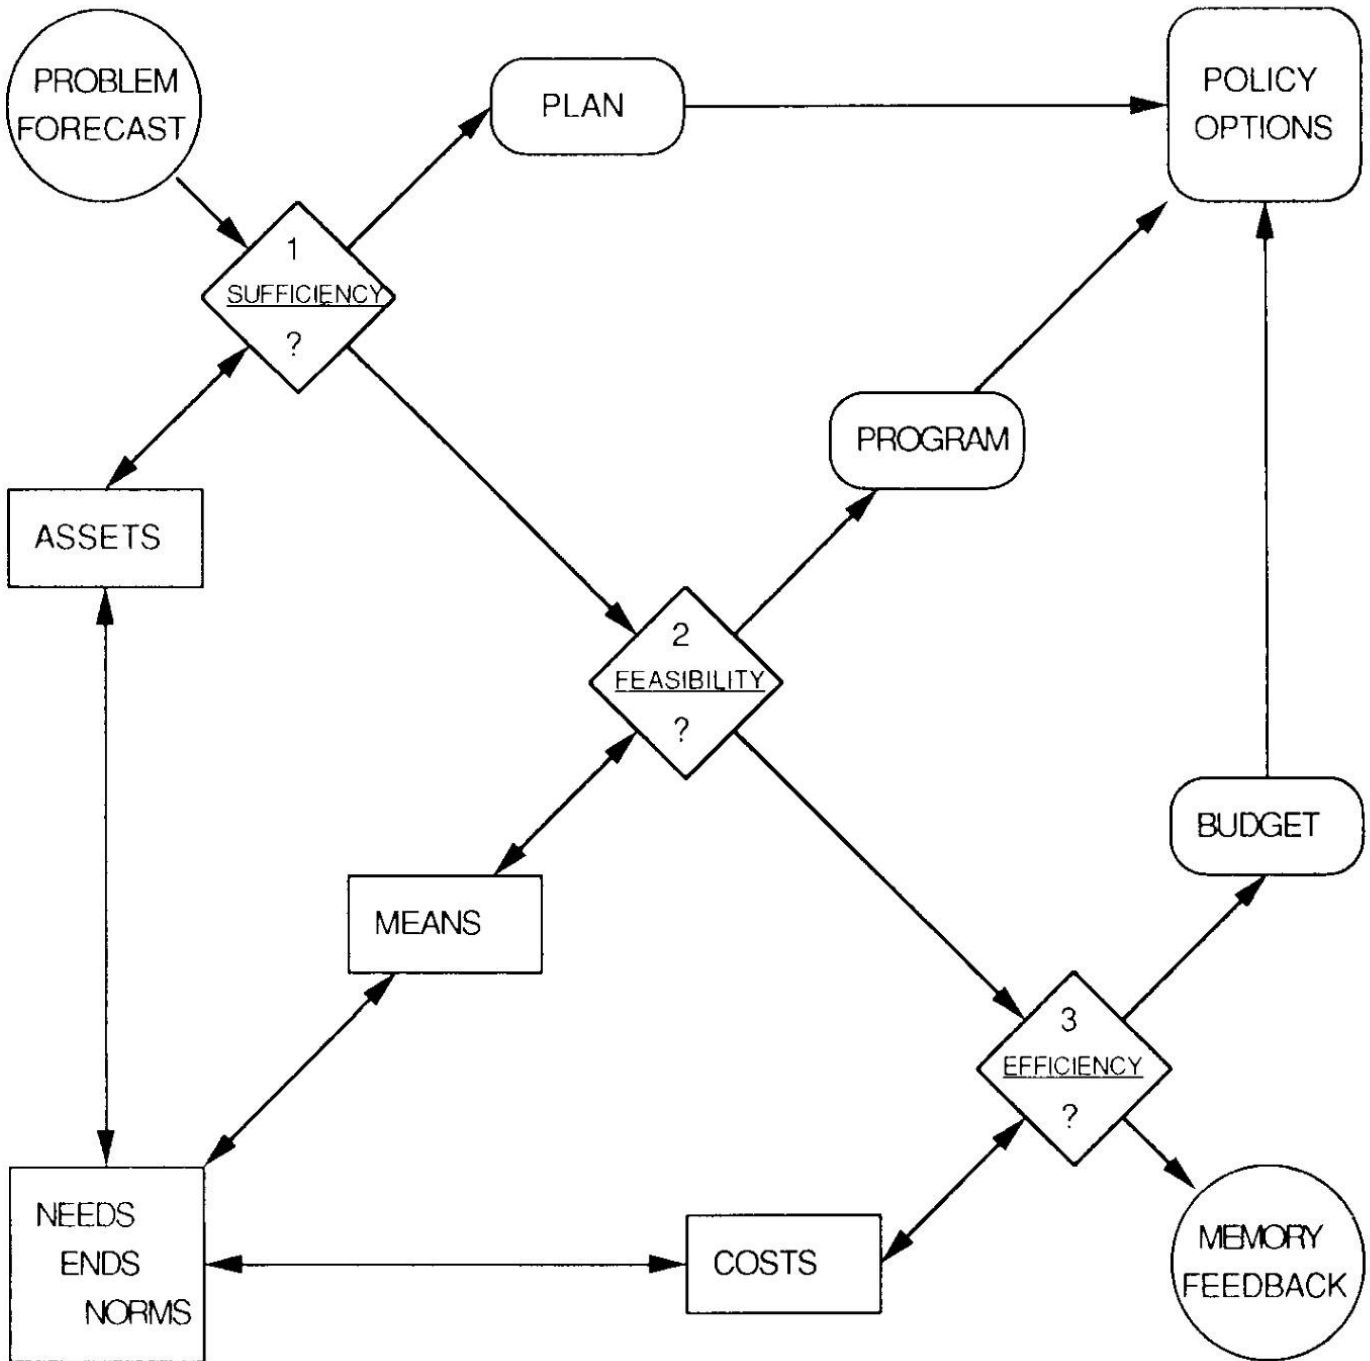 PROBLEM
FORECAST
PLAN
POLICY
OPTIONS
1
SUFFICIENCY
?
ASSETS
PROGRAM
2
FEASIBILITY
?
MEANS
BUDGET
3
EFFICIENCY
?
NEEDS
ENDS
NORMS
COSTS
MEMORY
FEEDBACK